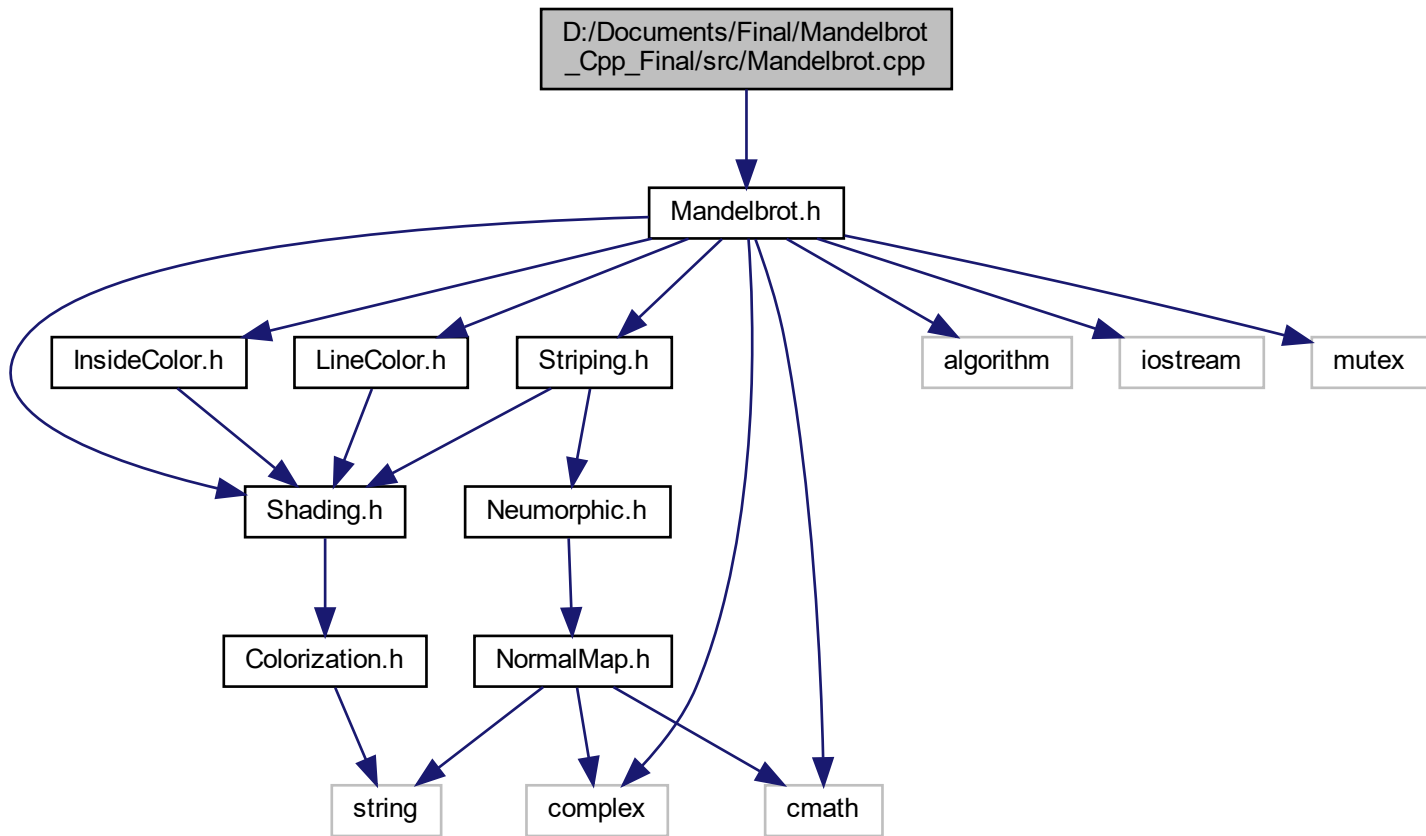 D:/Documents/Final/Mandelbrot
_Cpp_Final/src/Mandelbrot.cpp
Mandelbrot.h
InsideColor.h
LineColor.h
Striping.h
algorithm
iostream
mutex
Shading.h
Neumorphic.h
Colorization.h
NormalMap.h
string
complex
cmath